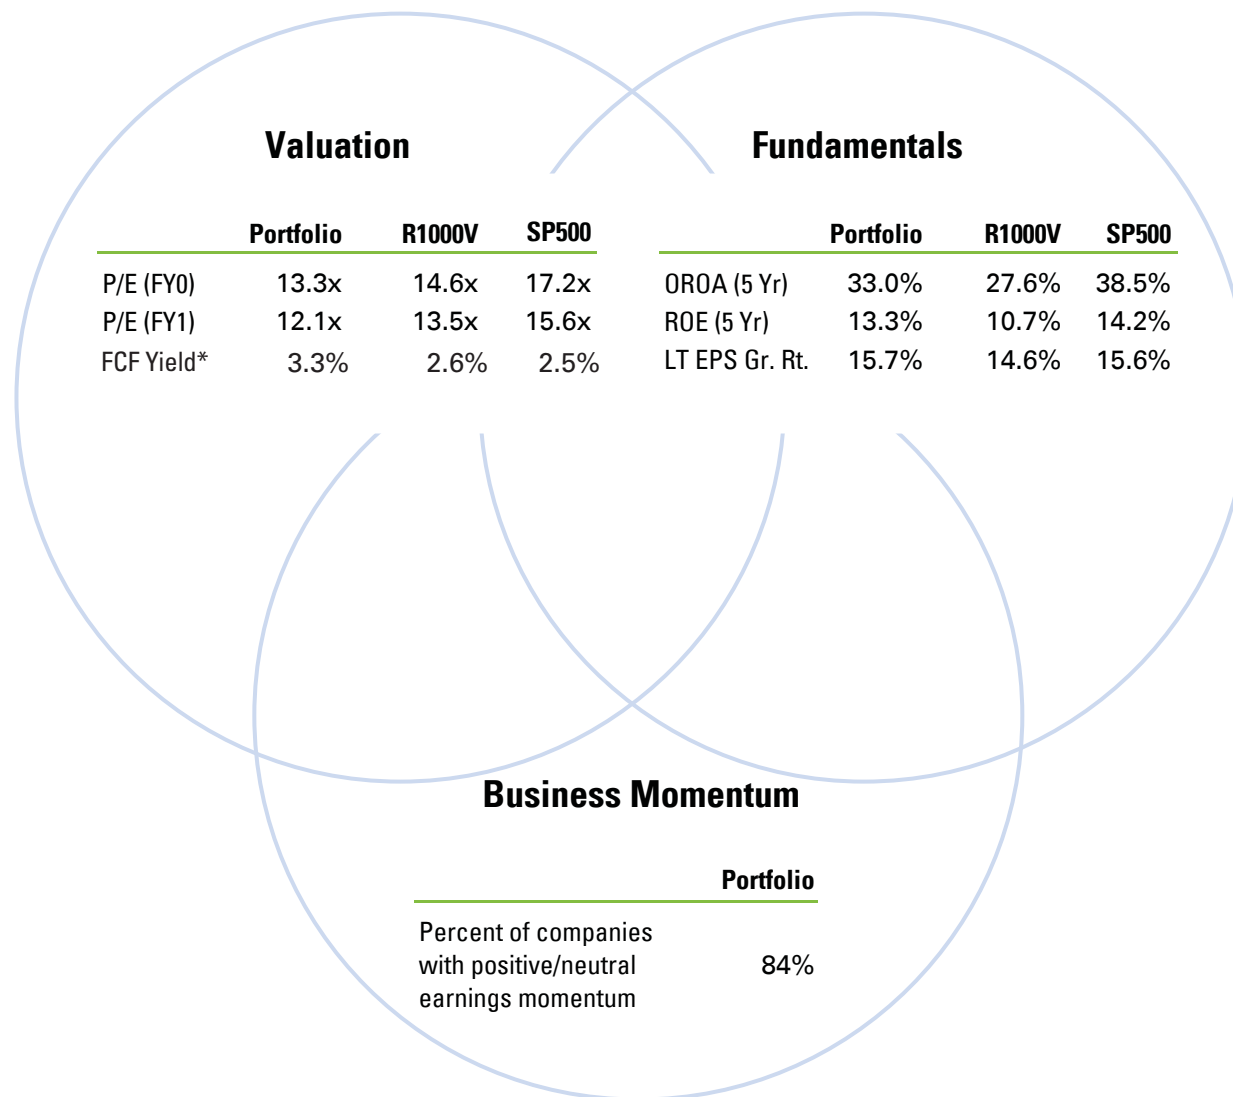 Valuation
Portfolio R1000V SP500
P/E (FY0) 13.3x 14.6x 17.2x
P/E (FY1) 12.1x 13.5x 15.6x
FCF Yield* 3.3% 2.6% 2.5%
Fundamentals
Portfolio R1000V SP500
OROA (5 Yr) 33.0% 27.6% 38.5%
ROE (5 Yr) 13.3% 10.7% 14.2%
LT EPS Gr. Rt. 15.7% 14.6% 15.6%
Business Momentum
Portfolio
Percent of companies
with positive/neutral 84%
earnings momentum